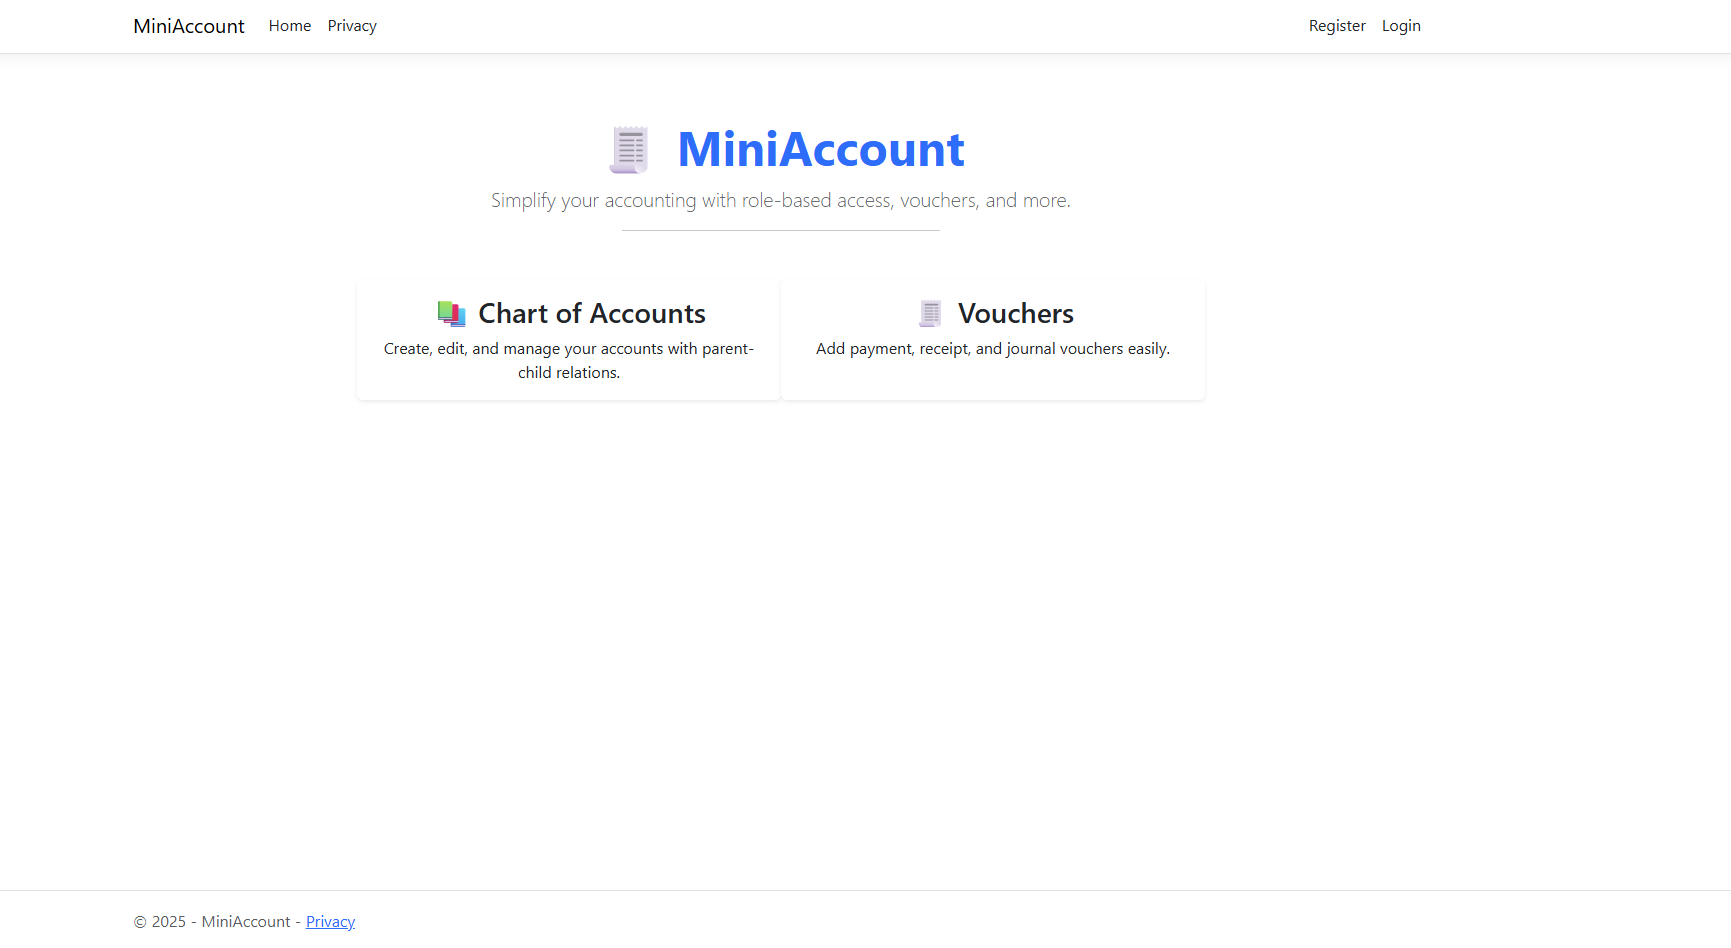 MiniAccount Home Privacy Register Login
MiniAccount
Simplify your accounting with role-based access, vouchers, and more.
Chart of Accounts
Create, edit, and manage your accounts with parent-
child relations.
Vouchers
Add payment, receipt, and journal vouchers easily.
© 2025 - MiniAccount - Privacy